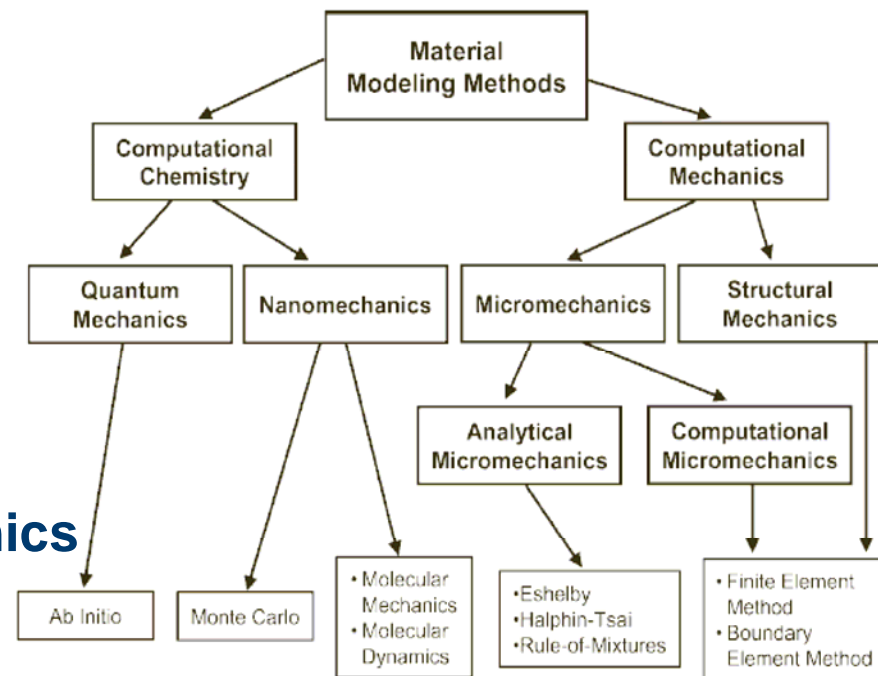 Material
Modeling Methods
Computational
Chemistry
Computational
Mechanics
Quantum
Mechanics
Nanomechanics
Micromechanics
Structural
Mechanics
Analytical
Micromechanics
Computational
Micromechanics
nics
Ab Initio
Monte Carlo
• Molecular
Mechanics
• Molecular
Dynamics
• Eshelby
• Halphin-Tsai
• Rule-of-Mixtures
• Finite Element
Method
• Boundary
Element Method